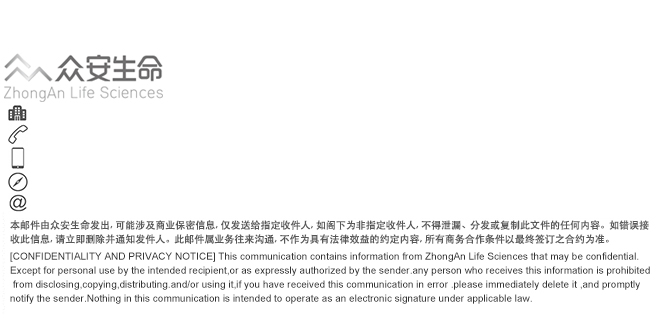 众安生命
ZhongAn Life Sciences
@
本邮件由众安生命发出, 可能涉及商业保密信息, 仅发送给指定收件人, 如阁下为非指定收件人, 不得泄漏、分发或复制此文件的任何内容。如错误接
收此信息, 请立即删除并通知发件人。此邮件属业务往来沟通, 不作为具有法律效益的约定内容, 所有商务合作条件以最终签订之合约为准。
[CONFIDENTIALITY AND PRIVACY NOTICE] This communication contains information from ZhongAn Life Sciences that may be confidential.
Except for personal use by the intended recipient,or as expressly authorized by the sender.any person who receives this information is prohibited
from disclosing,copying,distributing.and/or using it,if you have received this communication in error .please immediately delete it ,and promptly
notify the sender.Nothing in this communication is intended to operate as an electronic signature under applicable law.